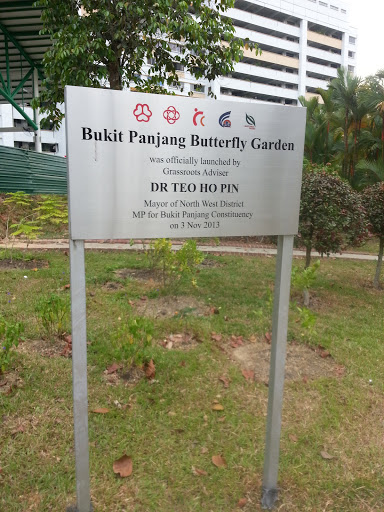 Bukit Panjang Butterfly Garden
was officially launched by
Grassroots Adviser
DR TEO HO PIN
Mayor of North West District
MP for Bukit Panjang Constituency
on 3 Nov 2013